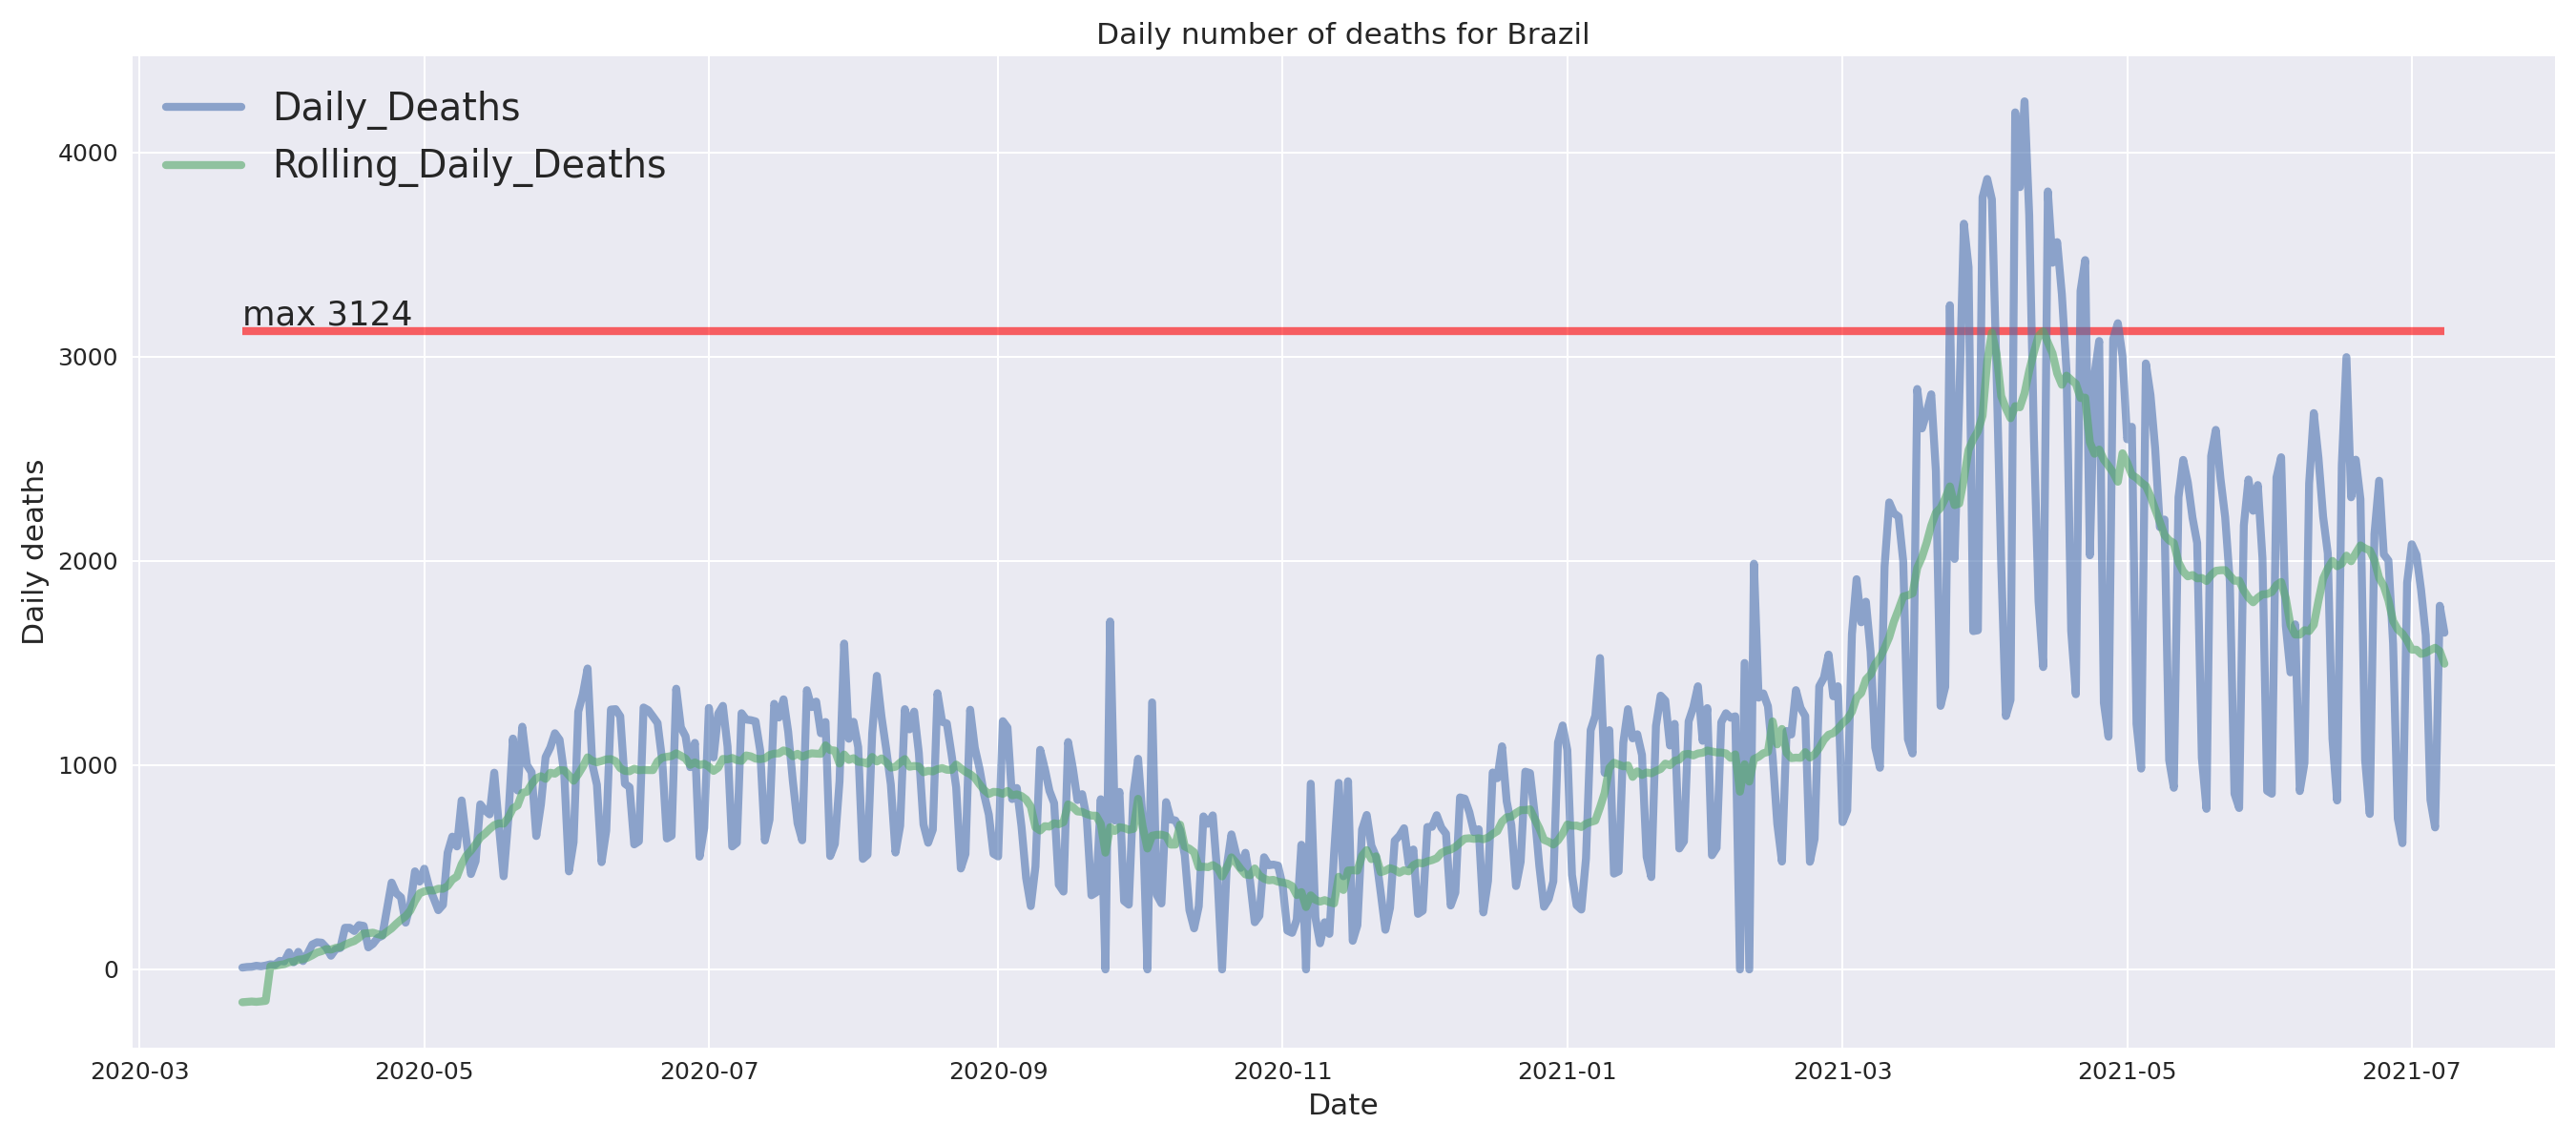 Daily number of deaths for Brazil
Daily_Deaths
Rolling_Daily_Deaths
max 3124
Daily deaths
4000
3000
2000
1000
0
2020-03 2020-05 2020-07 2020-09 2020-11 2021-01 2021-03 2021-05 2021-07
Date